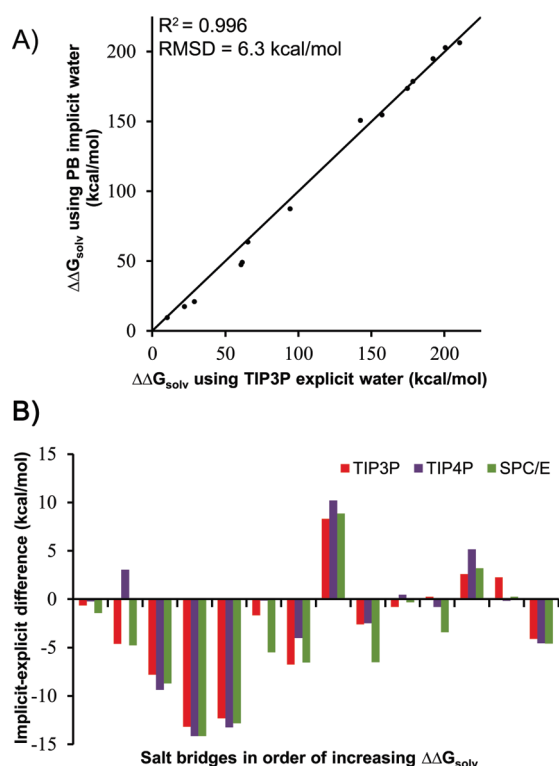 A)
R² = 0.996
RMSD = 6.3 kcal/mol
ΔΔGsolv using PB implicit water
(kcal/mol)
200
150
100
50
0
0 50 100 150 200
ΔΔGsolv using TIP3P explicit water (kcal/mol)
B)
Implicit-explicit difference (kcal/mol)
TIP3P TIP4P SPC/E
15
10
5
0
-5
-10
-15
Salt bridges in order of increasing ΔΔGsolv